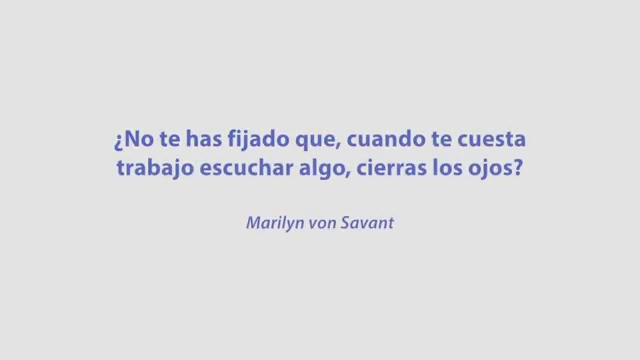 ¿No te has fijado que, cuando te cuesta
trabajo escuchar algo, cierras los ojos?
Marilyn von Savant